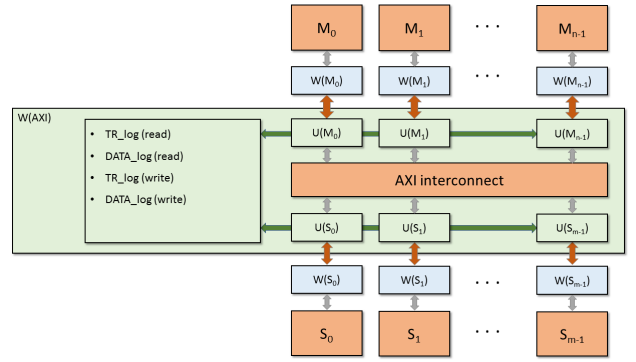 M0 M1 · · · Mn-1
W(M0) W(M1) · · · W(Mn-1)
W(AXI)
• TR_log (read)
• DATA_log (read)
• TR_log (write)
• DATA_log (write)
U(M0) U(M1) U(Mn-1)
AXI interconnect
U(S0) U(S1) U(Sm-1)
W(S0) W(S1) · · · W(Sm-1)
S0 S1 · · · Sm-1